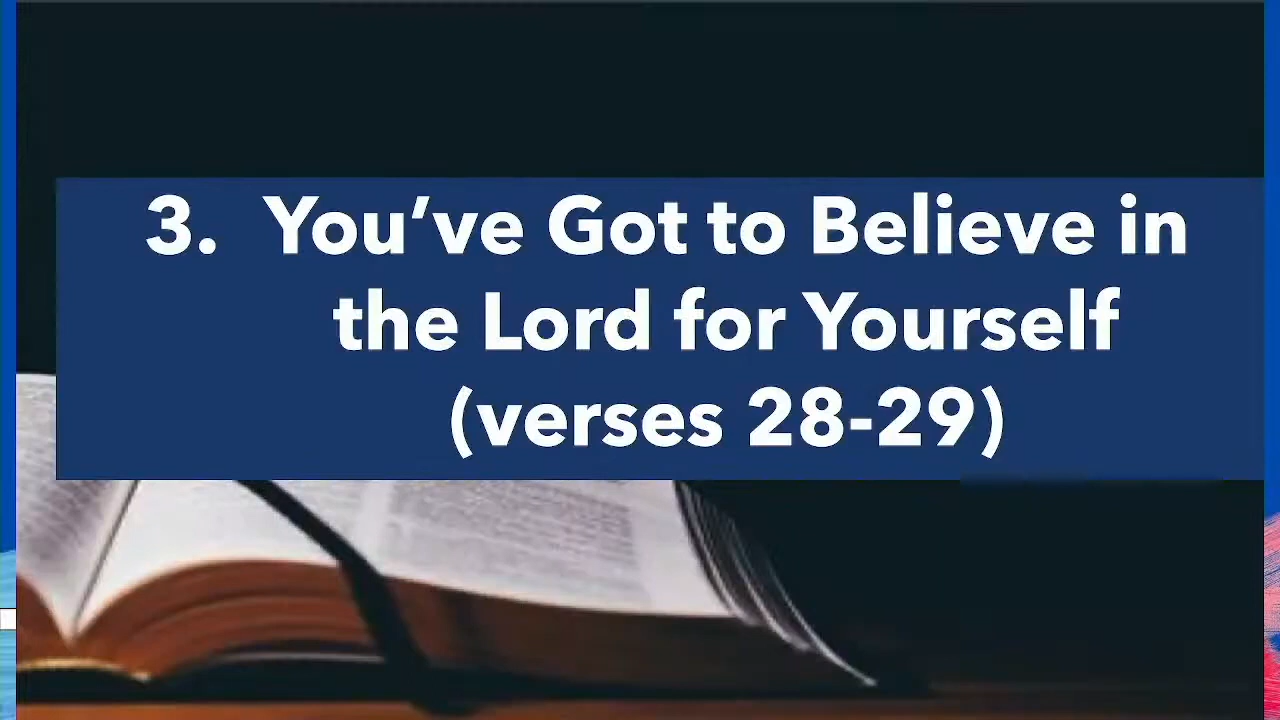 3. You’ve Got to Believe in
the Lord for Yourself
(verses 28-29)